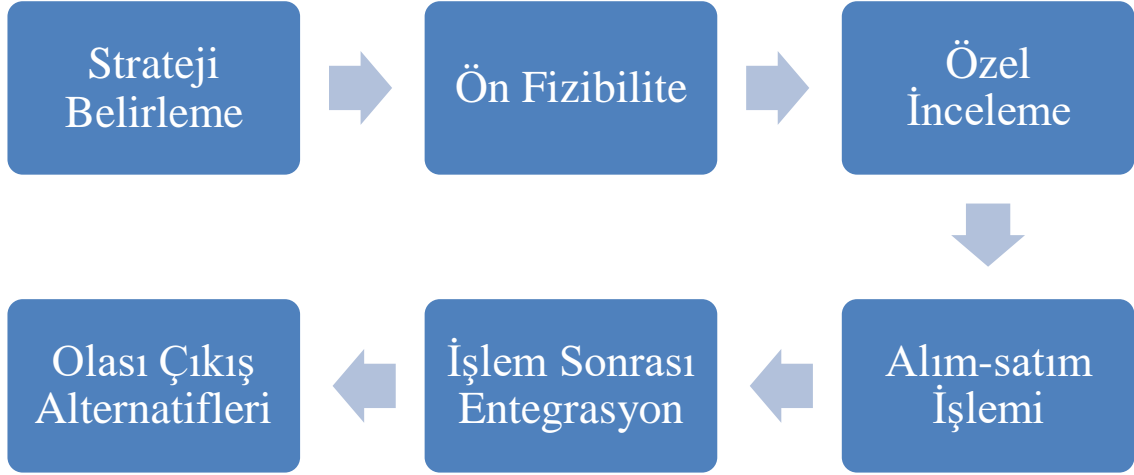 Strateji
Belirleme
Ön Fizibilite
Özel
İnceleme
Alım-satım
İşlemi
İşlem Sonrası
Entegrasyon
Olası Çıkış
Alternatifleri